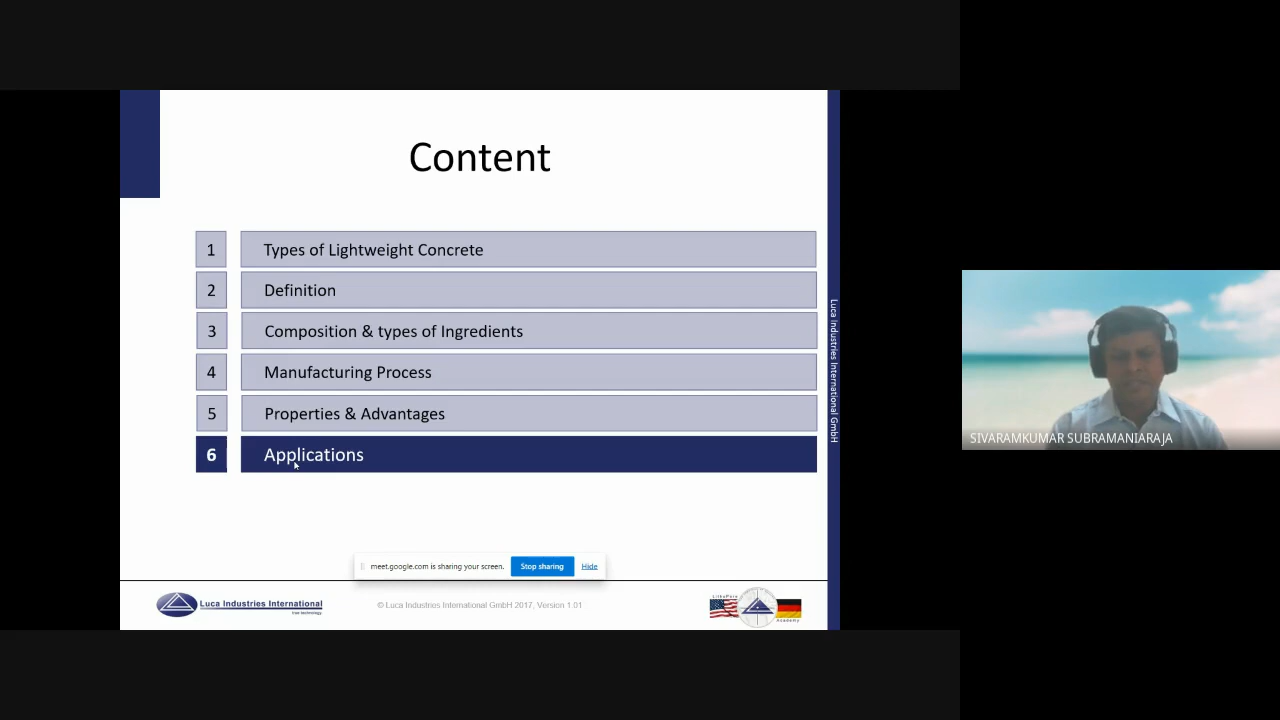 Content
1 Types of Lightweight Concrete
2 Definition
3 Composition & types of Ingredients
4 Manufacturing Process
5 Properties & Advantages
6 Applications
Luca Industries International GmbH
SIVARAMKUMAR SUBRAMANIARAJA
meet.google.com is sharing your screen. Stop sharing Hide
Luca Industries International
© Luca Industries International GmbH 2017, Version 1.01
LithoPore
Academy